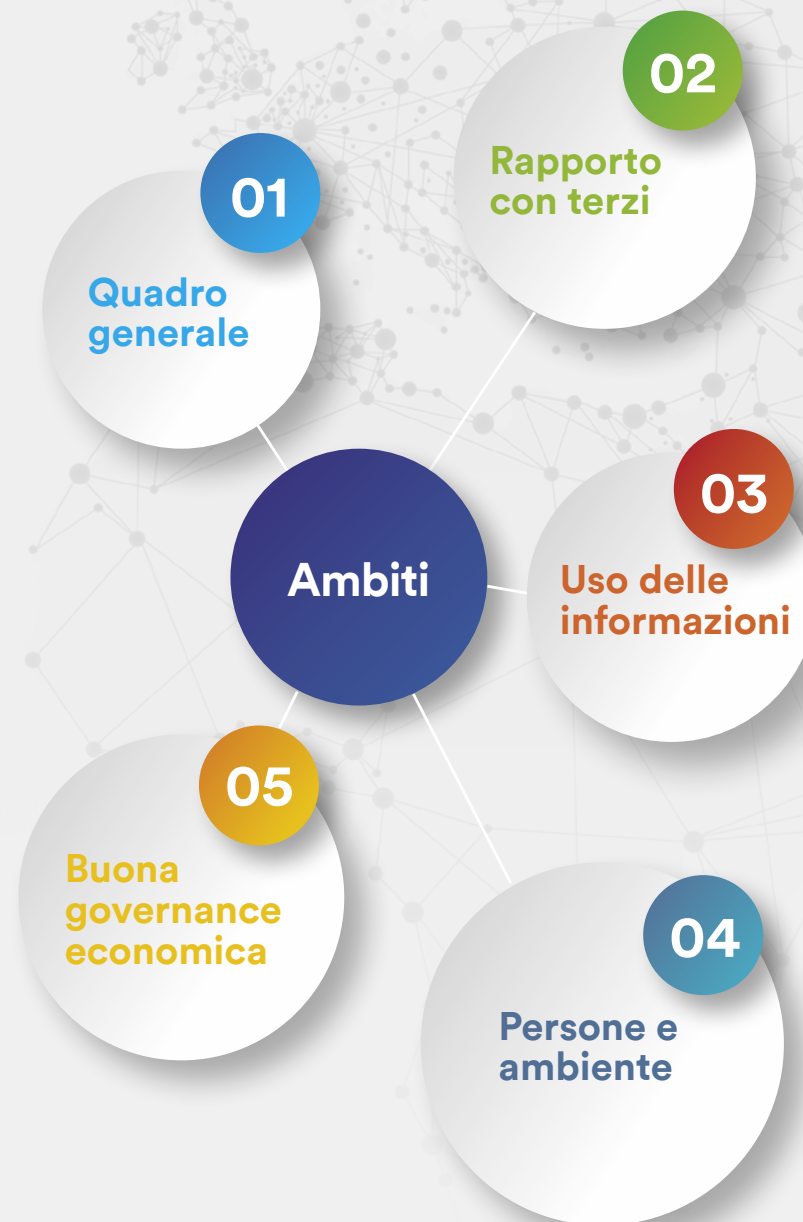 01
Quadro
generale
02
Rapporto
con terzi
Ambiti
03
Uso delle
informazioni
04
Persone e
ambiente
05
Buona
governance
economica